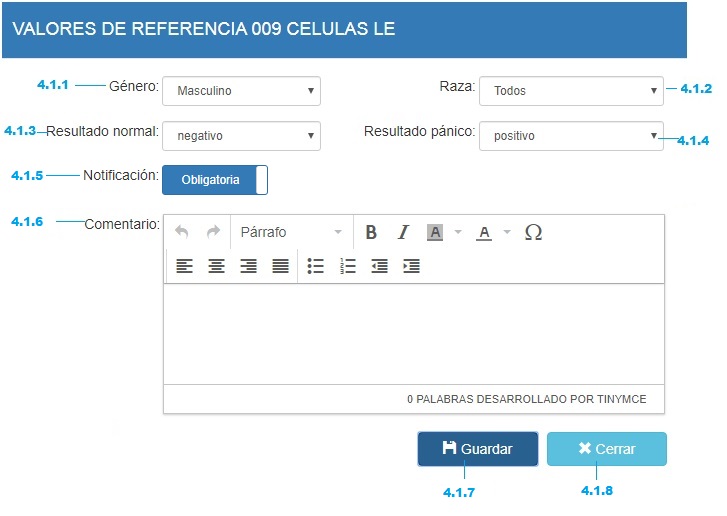 VALORES DE REFERENCIA 009 CELULAS LE
4.1.1 Género: Masculino Raza: Todos 4.1.2
4.1.3 Resultado normal: negativo Resultado pánico: positivo 4.1.4
4.1.5 Notificación: Obligatoria
4.1.6 Comentario: Párrafo B I A A Ω
0 PALABRAS DESARROLLADO POR TINYMCE
Guardar Cerrar
4.1.7 4.1.8